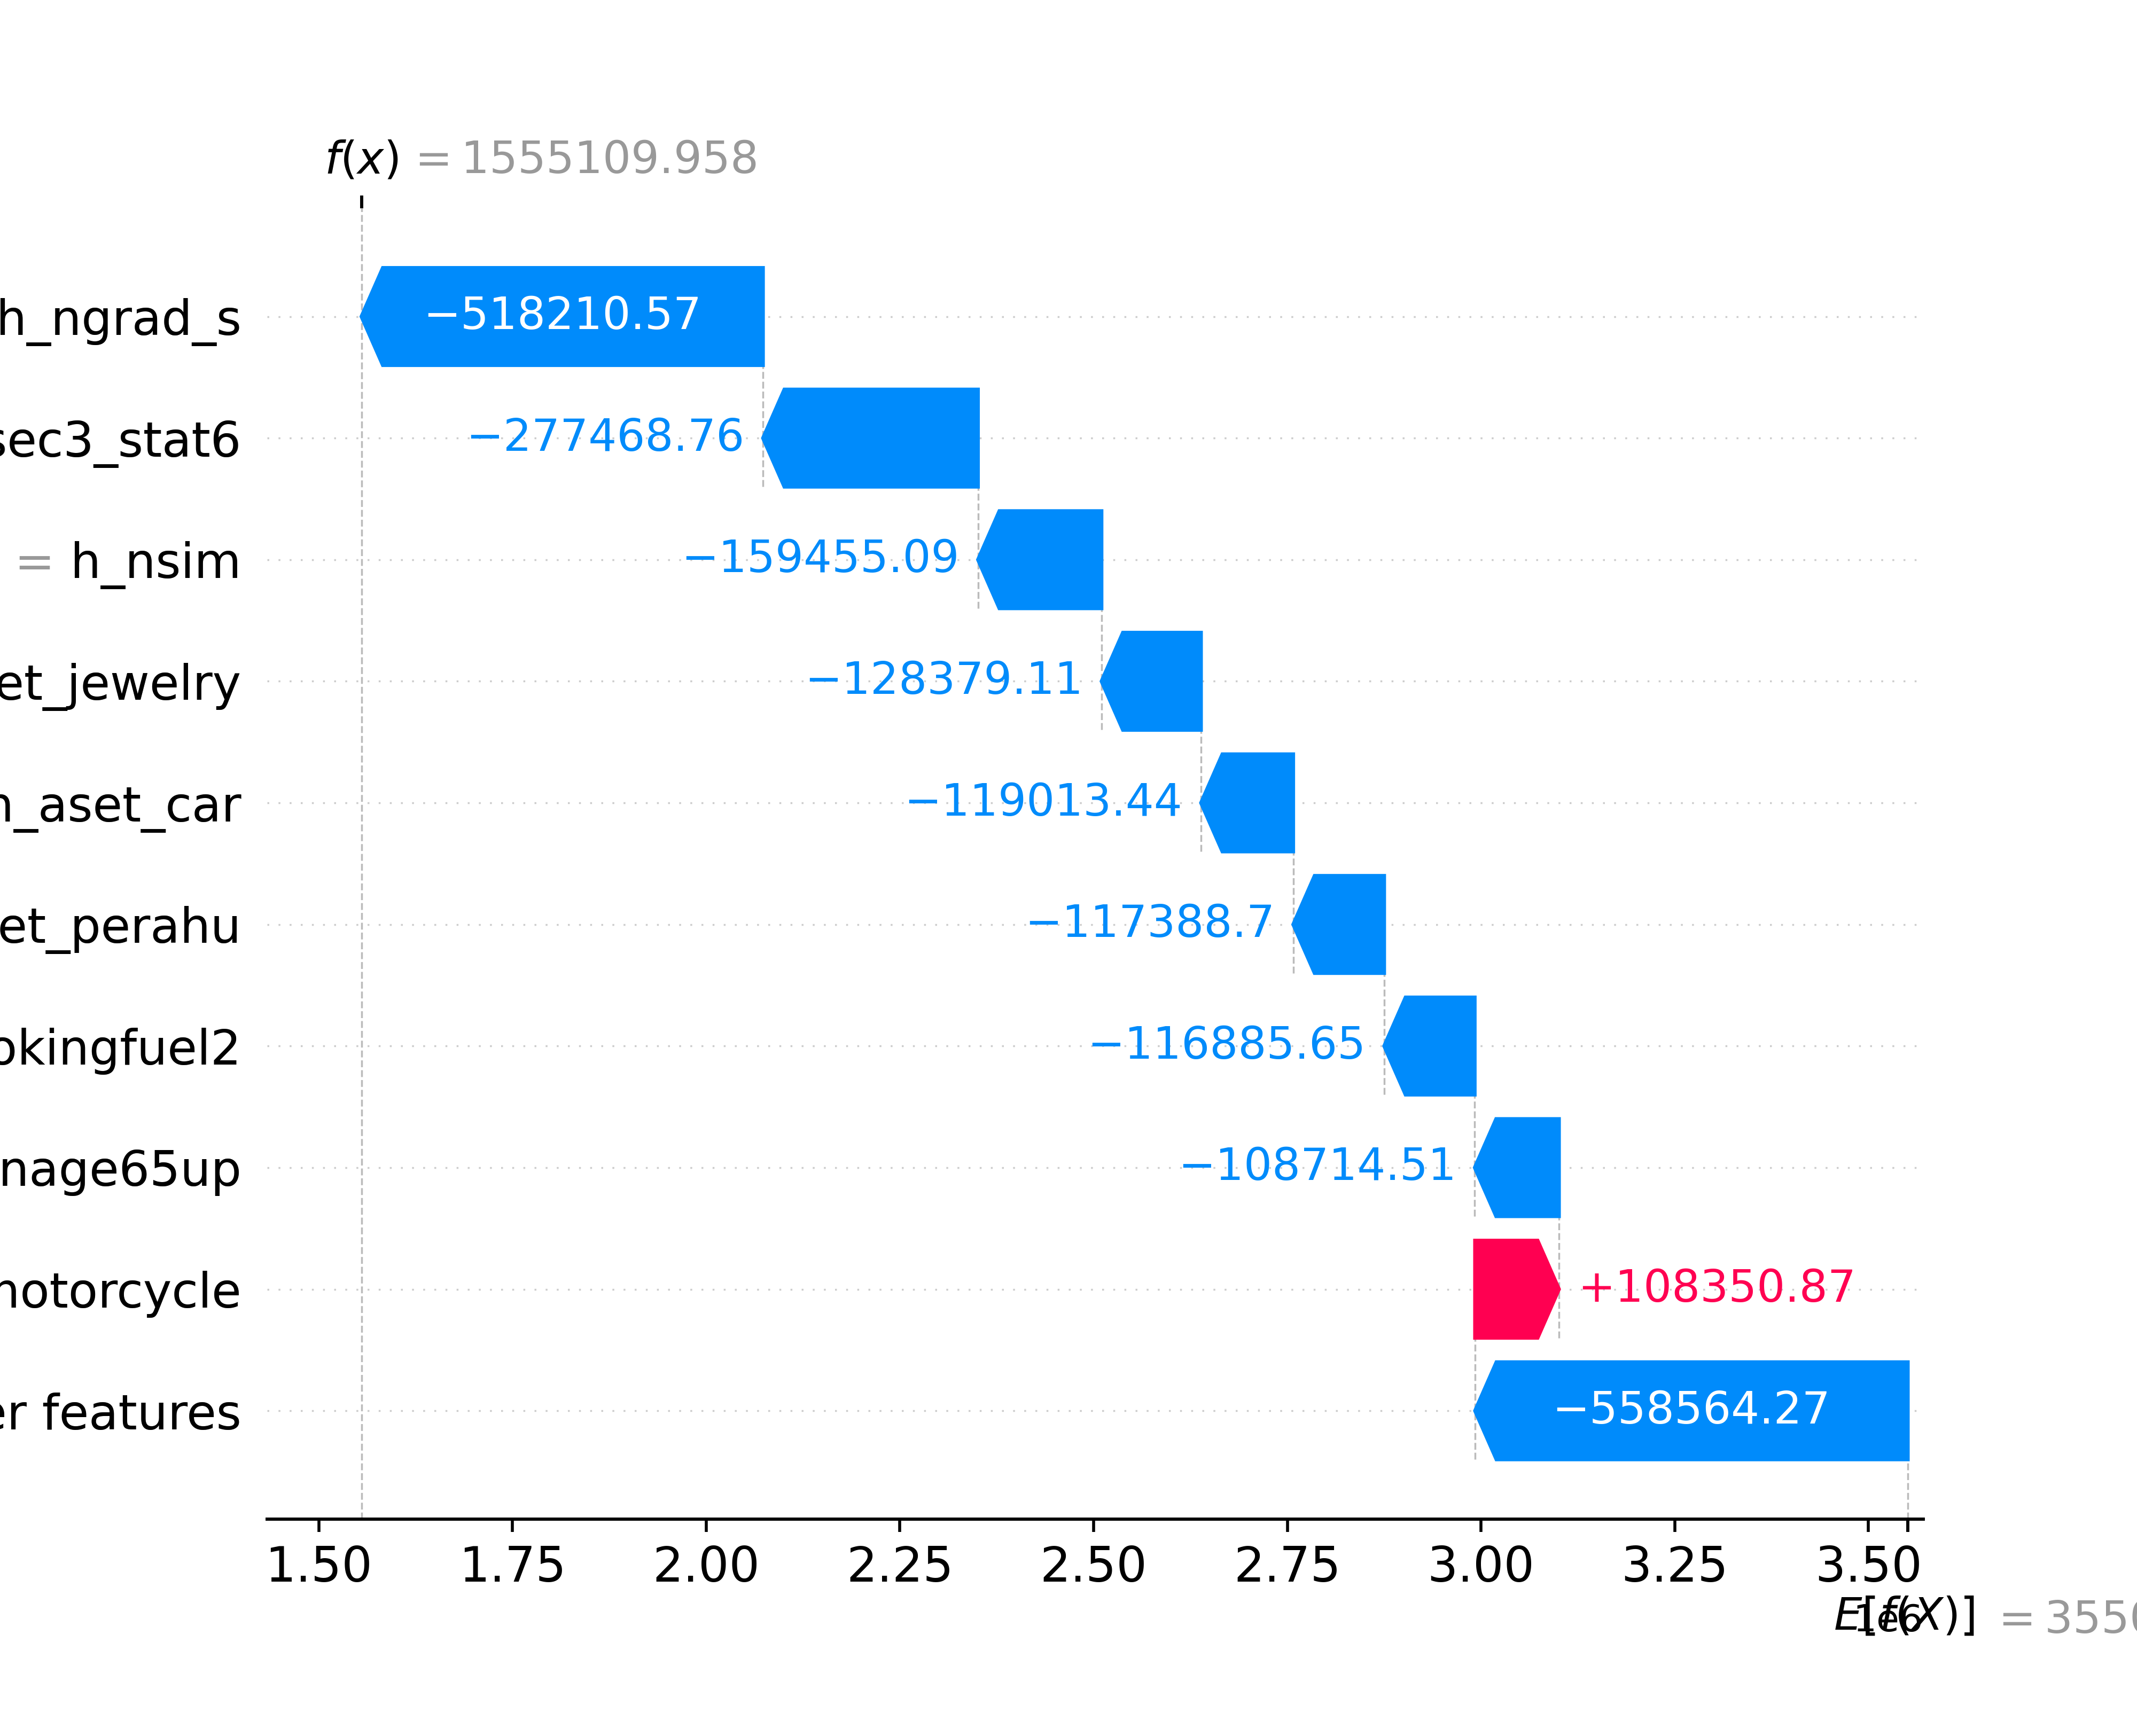 f(x) = 1555109.958
h_ngrad_s −518210.57
sec3_stat6 −277468.76
= h_nsim −159455.09
et_jewelry −128379.11
_aset_car −119013.44
et_perahu −117388.7
okingfuel2 −116885.65
nage65up −108714.51
motorcycle +108350.87
er features −558564.27
1.50 1.75 2.00 2.25 2.50 2.75 3.00 3.25 3.50
1e6
E[f(X)] = 3550